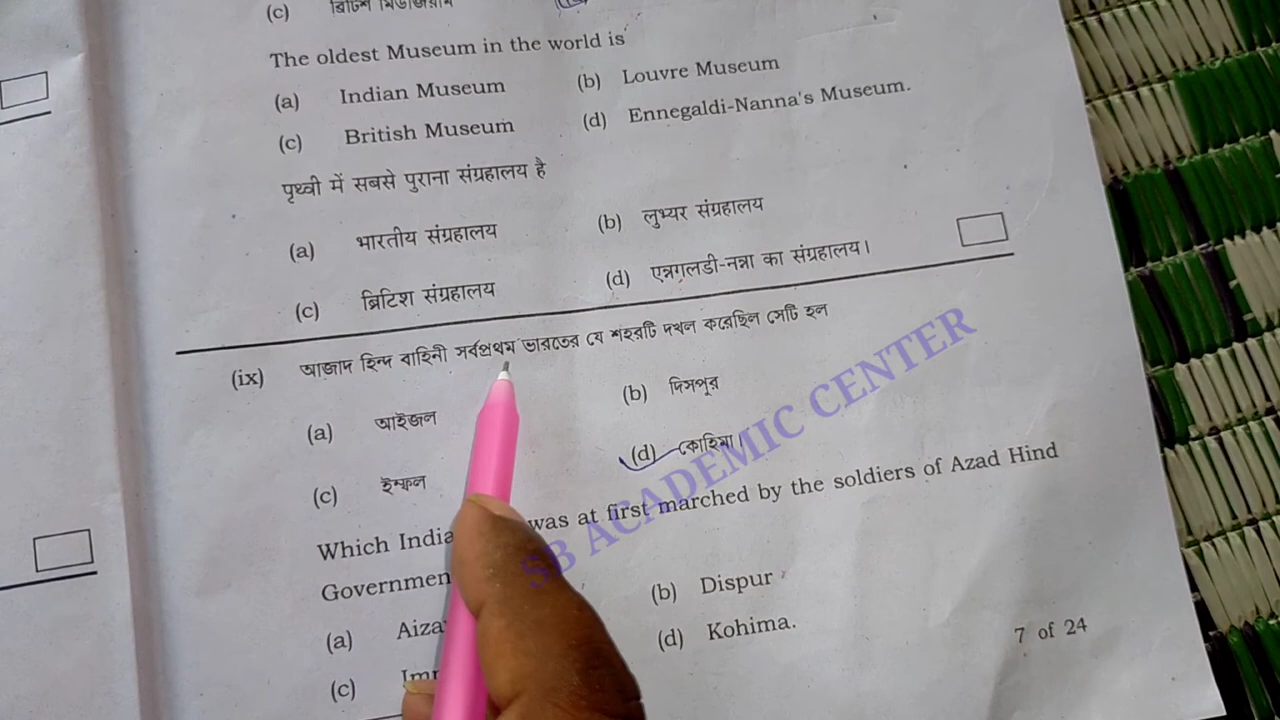 (c) ব্রিটিশ মিউজিয়াম
The oldest Museum in the world is
(a) Indian Museum (b) Louvre Museum
(c) British Museum (d) Ennegaldi-Nanna's Museum.
पृथ्वी में सबसे पुराना संग्रहालय है
(a) भारतीय संग्रहालय (b) लुभ्यर संग्रहालय
(c) ब्रिटिश संग्रहालय (d) एन्नगलडी-नन्ना का संग्रहालय।
(ix) আজাদ হিন্দ বাহিনী সর্বপ্রথম ভারতের যে শহরটি দখল করেছিল সেটি হল
(a) আইজল (b) দিসপুর
(c) ইম্ফল (d) কোহিমা।
Which India was at first marched by the soldiers of Azad Hind
Governmen
(a) Aiza (b) Dispur
(c) (d) Kohima.
7 of 24
SB ACADEMIC CENTER